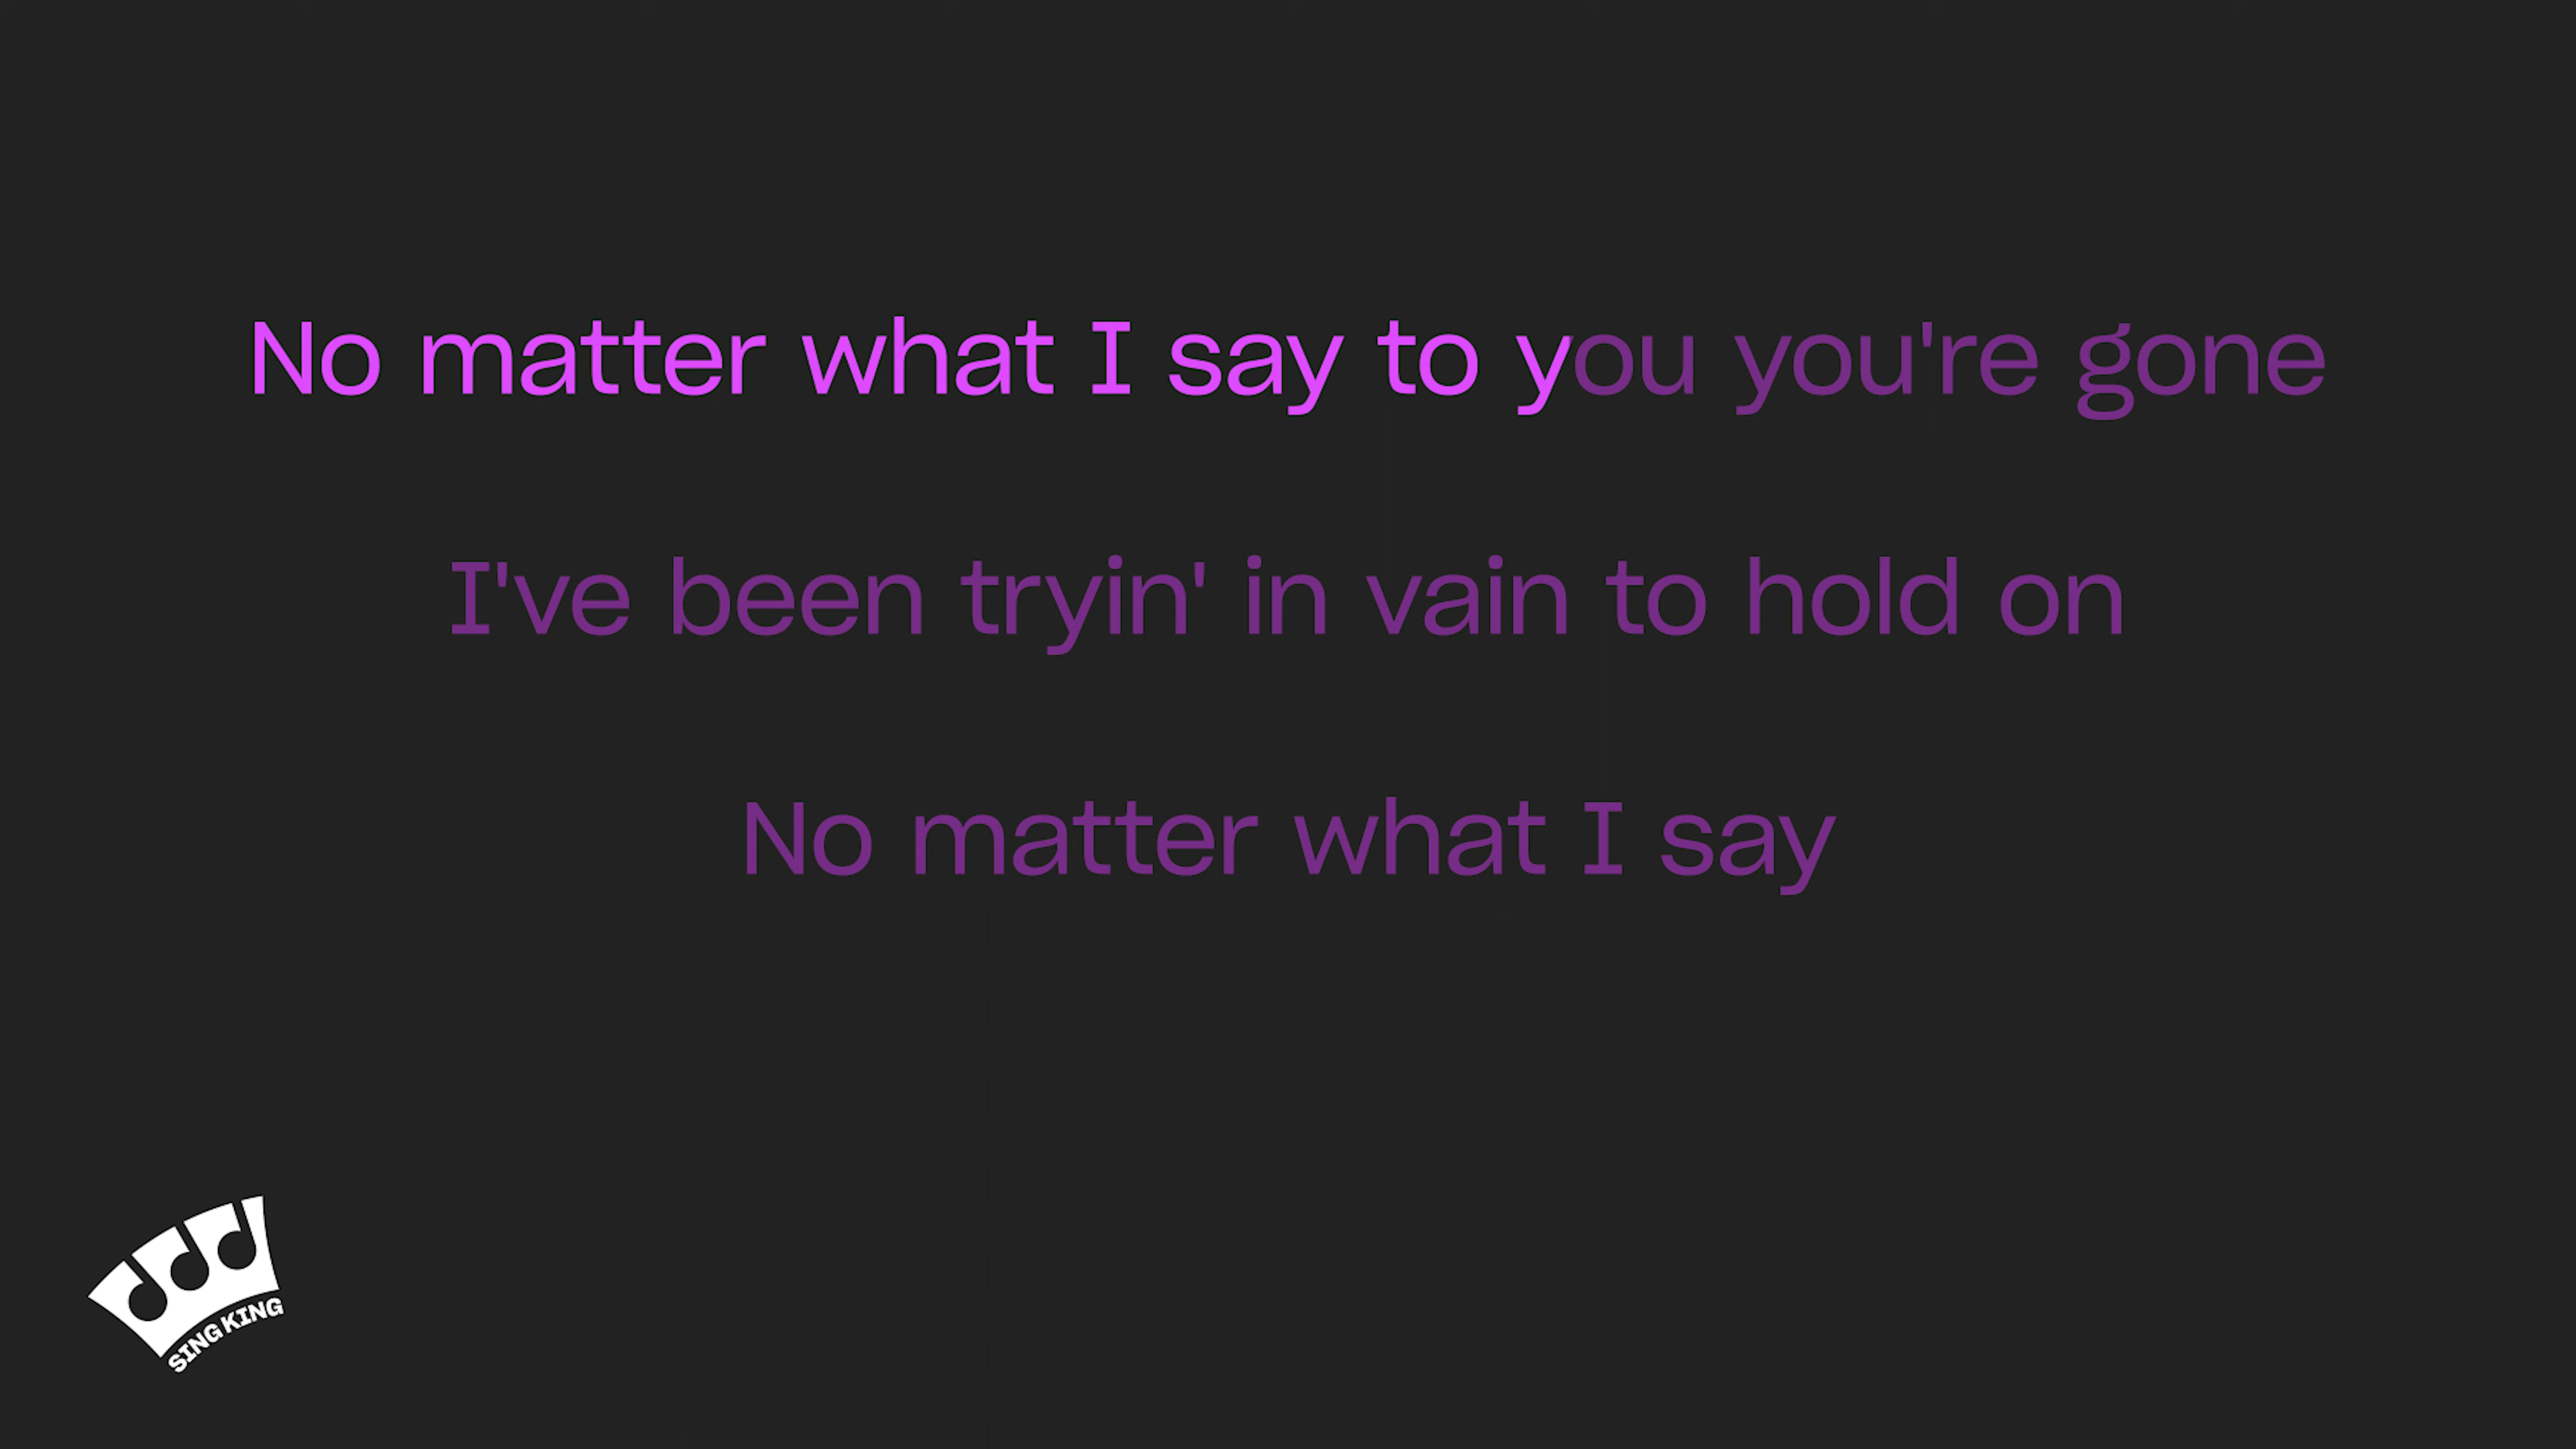 No matter what I say to you you're gone
I've been tryin' in vain to hold on
No matter what I say
SING KING